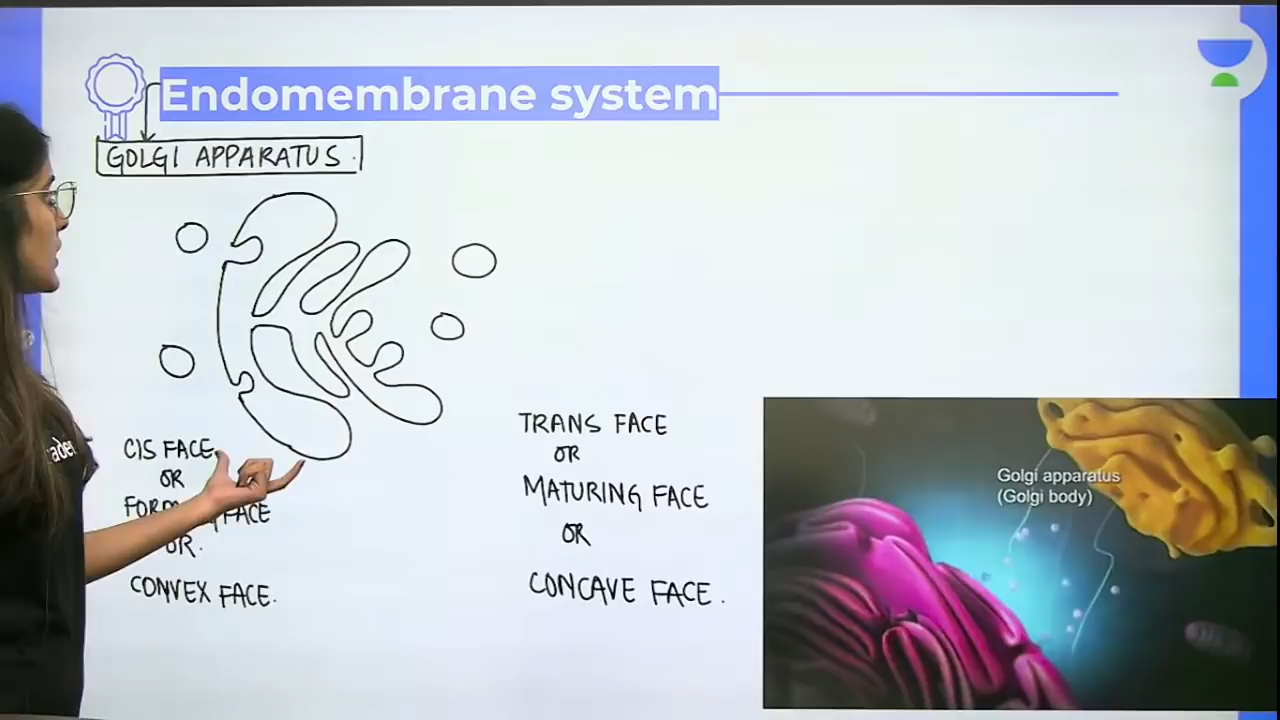 Endomembrane system
GOLGI APPARATUS.
CIS FACE
OR
FACE
OR.
CONVEX FACE.
TRANS FACE
OR
MATURING FACE
OR
CONCAVE FACE.
Golgi apparatus
(Golgi body)